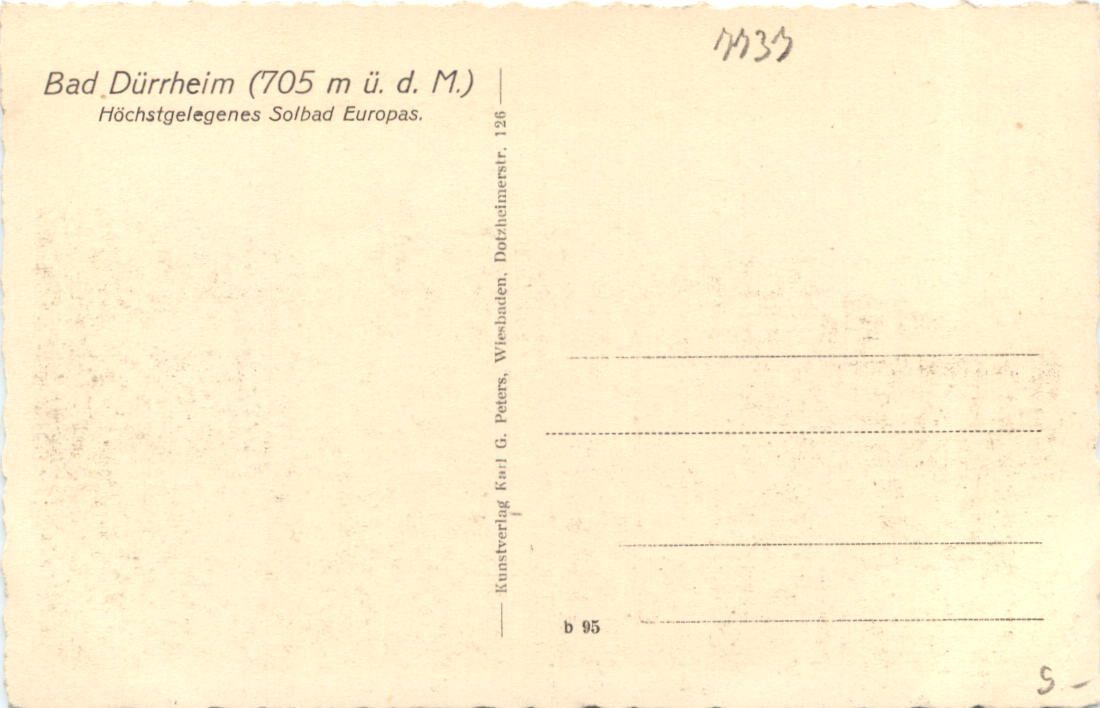 Bad Dürrheim (705 m ü. d. M.)
Höchstgelegenes Solbad Europas.
Kunstverlag Karl G. Peters, Wiesbaden, Dotzheimerstr. 126
b 95